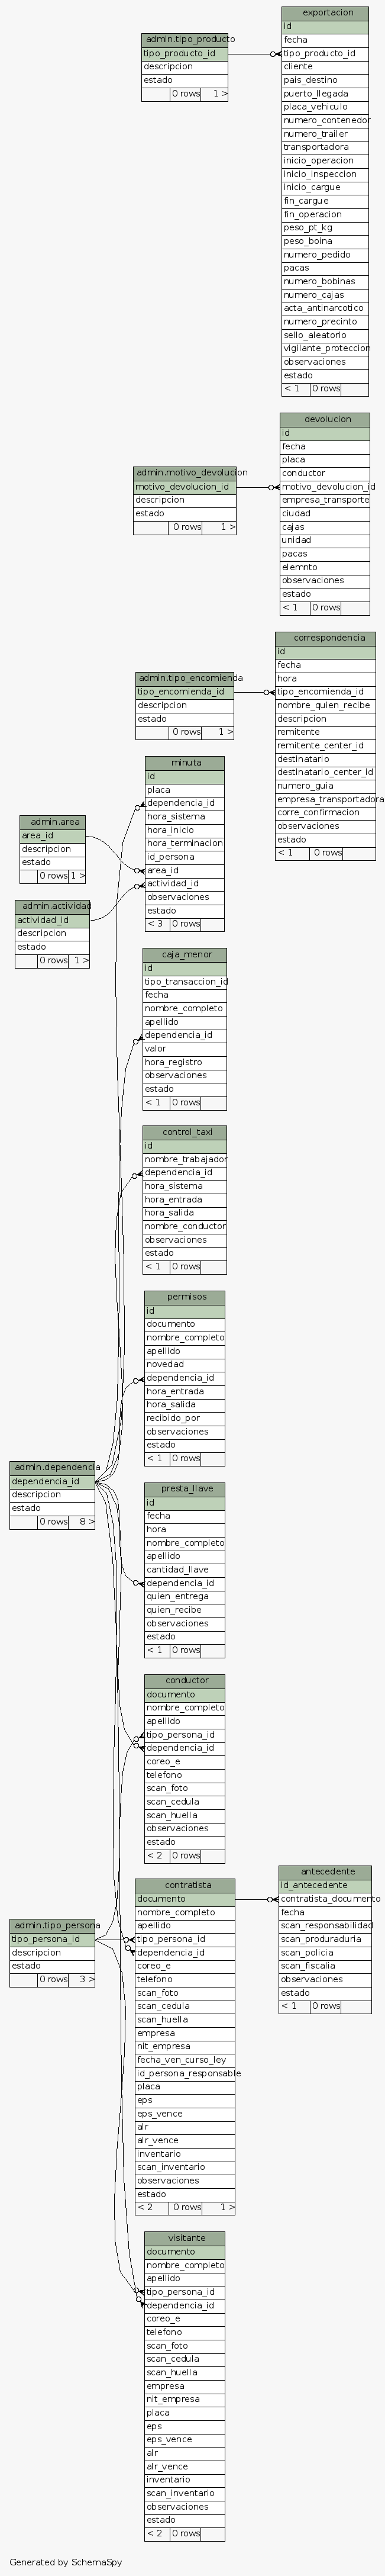 exportacion
id
fecha
tipo_producto_id
cliente
pais_destino
puerto_llegada
placa_vehiculo
numero_contenedor
numero_trailer
transportadora
inicio_operacion
inicio_inspeccion
inicio_cargue
fin_cargue
fin_operacion
peso_pt_kg
peso_boina
numero_pedido
pacas
numero_bobinas
numero_cajas
acta_antinarcotico
numero_precinto
sello_aleatorio
vigilante_proteccion
observaciones
estado
< 1 0 rows
admin.tipo_producto
tipo_producto_id
descripcion
estado
0 rows 1 >
devolucion
id
fecha
placa
conductor
motivo_devolucion_id
empresa_transporte
ciudad
cajas
unidad
pacas
elemnto
observaciones
estado
< 1 0 rows
admin.motivo_devolucion
motivo_devolucion_id
descripcion
estado
0 rows 1 >
correspondencia
id
fecha
hora
tipo_encomienda_id
nombre_quien_recibe
descripcion
remitente
remitente_center_id
destinatario
destinatario_center_id
numero_guia
empresa_transportadora
corre_confirmacion
observaciones
estado
< 1 0 rows
admin.tipo_encomienda
tipo_encomienda_id
descripcion
estado
0 rows 1 >
minuta
id
placa
dependencia_id
hora_sistema
hora_inicio
hora_terminacion
id_persona
area_id
actividad_id
observaciones
estado
< 3 0 rows
admin.area
area_id
descripcion
estado
0 rows 1 >
admin.actividad
actividad_id
descripcion
estado
0 rows 1 >
caja_menor
id
tipo_transaccion_id
fecha
nombre_completo
apellido
dependencia_id
valor
hora_registro
observaciones
estado
< 1 0 rows
control_taxi
id
nombre_trabajador
dependencia_id
hora_sistema
hora_entrada
hora_salida
nombre_conductor
observaciones
estado
< 1 0 rows
permisos
id
documento
nombre_completo
apellido
novedad
dependencia_id
hora_entrada
hora_salida
recibido_por
observaciones
estado
< 1 0 rows
admin.dependencia
dependencia_id
descripcion
estado
0 rows 8 >
presta_llave
id
fecha
hora
nombre_completo
apellido
cantidad_llave
dependencia_id
quien_entrega
quien_recibe
observaciones
estado
< 1 0 rows
conductor
documento
nombre_completo
apellido
tipo_persona_id
dependencia_id
coreo_e
telefono
scan_foto
scan_cedula
scan_huella
observaciones
estado
< 2 0 rows
contratista
documento
nombre_completo
apellido
tipo_persona_id
dependencia_id
coreo_e
telefono
scan_foto
scan_cedula
scan_huella
empresa
nit_empresa
fecha_ven_curso_ley
id_persona_responsable
placa
eps
eps_vence
alr
alr_vence
inventario
scan_inventario
observaciones
estado
< 2 0 rows 1 >
antecedente
id_antecedente
contratista_documento
fecha
scan_responsabilidad
scan_produraduria
scan_policia
scan_fiscalia
observaciones
estado
< 1 0 rows
admin.tipo_persona
tipo_persona_id
descripcion
estado
0 rows 3 >
visitante
documento
nombre_completo
apellido
tipo_persona_id
dependencia_id
coreo_e
telefono
scan_foto
scan_cedula
scan_huella
empresa
nit_empresa
placa
eps
eps_vence
alr
alr_vence
inventario
scan_inventario
observaciones
estado
< 2 0 rows
Generated by SchemaSpy